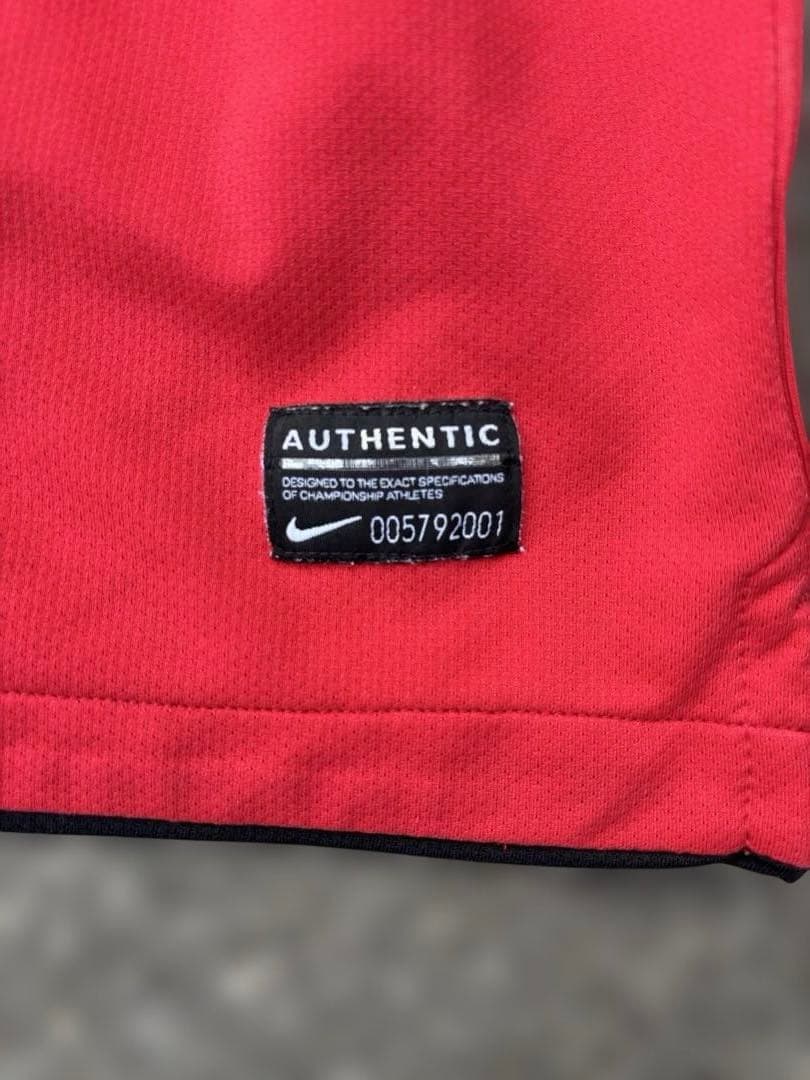 AUTHENTIC
DESIGNED TO THE EXACT SPECIFICATIONS
OF CHAMPIONSHIP ATHLETES
005792001